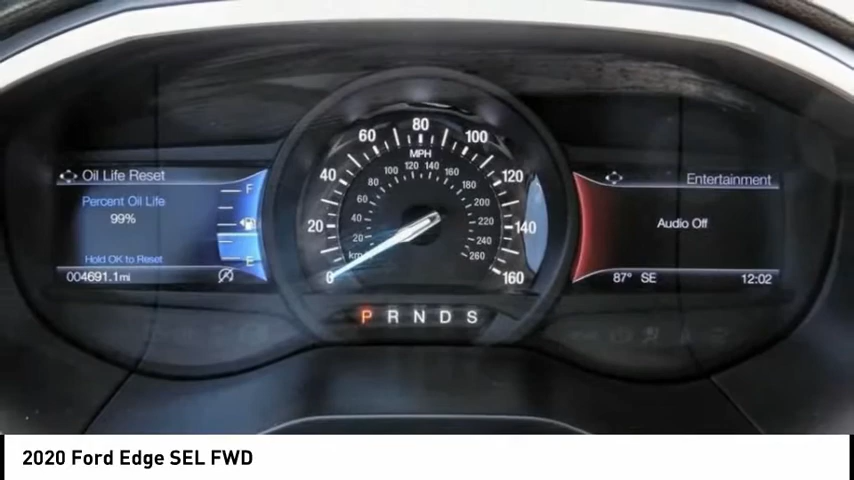 Oil Life Reset
Percent Oil Life
99%
Hold OK to Reset
004691.1mi
F
E
0
20
40
60
80
100
120
140
160
MPH
km/h
20
40
60
80
100
120
140
160
180
200
220
240
260
P R N D S
Entertainment
Audio Off
87° SE
12:02
2020 Ford Edge SEL FWD